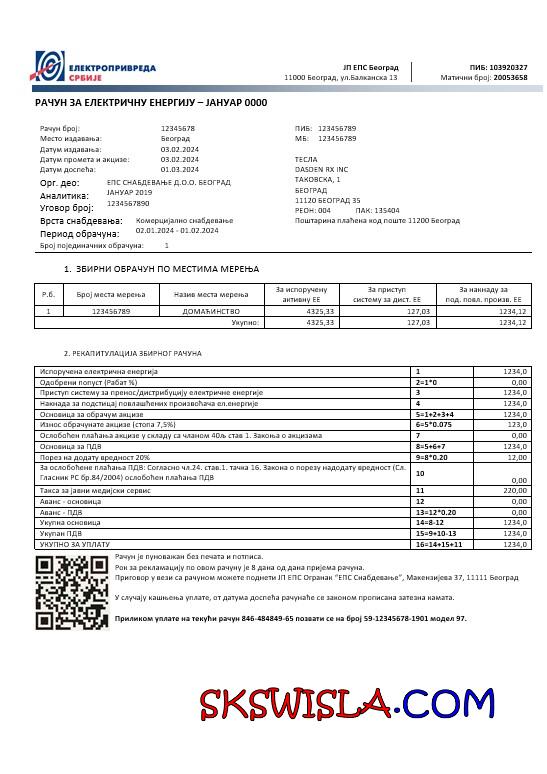 ЕЛЕКТРОПРИВРЕДА
СРБИЈЕ
ЈП ЕПС Београд
11000 Београд, ул.Балканска 13
ПИБ: 103920327
Матични број: 20053658
РАЧУН ЗА ЕЛЕКТРИЧНУ ЕНЕРГИЈУ – ЈАНУАР 0000
Рачун број: 12345678
Место издавања: Београд
Датум издавања: 03.02.2024
Датум промета и акцизе: 03.02.2024
Датум доспећа: 01.03.2024
Орг. део: ЕПС СНАБДЕВАЊЕ Д.О.О. БЕОГРАД
Аналитика: ЈАНУАР 2019
Уговор број: 1234567890
Врста снабдевања: Комерцијално снабдевање
Период обрачуна: 02.01.2024 - 01.02.2024
Број појединачних обрачуна: 1
ПИБ: 123456789
МБ: 123456789
ТЕСЛА
DASDEN RX INC
ТАКОВСКА, 1
БЕОГРАД
11120 БЕОГРАД 35
РЕОН: 004 ПАК: 135404
Поштарина плаћена код поште 11200 Београд
1. ЗБИРНИ ОБРАЧУН ПО МЕСТИМА МЕРЕЊА
Р.б. Број места мерења Назив места мерења За испоручену активну ЕЕ За приступ систему за дист. ЕЕ За накнаду за под. повл. произв. ЕЕ
1 123456789 ДОМАЋИНСТВО 4325,33 127,03 1234,12
Укупно: 4325,33 127,03 1234,12
2. РЕКАПИТУЛАЦИЈА ЗБИРНОГ РАЧУНА
Испоручена електрична енергија 1 1234,0
Одобрени попуст (Рабат %) 2=1*0 0,00
Приступ систему за пренос/дистрибуцију електричне енергије 3 1234,0
Накнада за подстицај повлашћених произвођача ел.енергије 4 1234,0
Основица за обрачум акцизе 5=1+2+3+4 1234,0
Износ обрачунате акцизе (стопа 7,5%) 6=5*0.075 123,0
Ослобођен плаћања акцизе у складу са чланом 40љ став 1. Закона о акцизама 7 0,00
Основица за ПДВ 8=5+6+7 1234,0
Порез на додату вредност 20% 9=8*0.20 12,00
За ослобођене плаћања ПДВ: Согласно чл.24. став.1. тачка 16. Закона о порезу надодату вредност (Сл.
Гласник РС бр.84/2004) ослобођен плаћања ПДВ 10 0,00
Такса за јавни медијски сервис 11 220,00
Аванс - основица 12 0,00
Аванс - ПДВ 13=12*0.20 0,00
Укупна основица 14=8-12 1234,0
Укупан ПДВ 15=9+10-13 1234,0
УКУПНО ЗА УПЛАТУ 16=14+15+11 1234,0
Рачун је пуноважан без печата и потписа.
Рок за рекламацију по овом рачуну је 8 дана од дана пријема рачуна.
Приговор у вези са рачуном можете поднети ЈП ЕПС Огранак “ЕПС Снабдевање”, Макензијева 37, 11111 Београд
У случају кашњења уплате, от датума доспећа рачунаће се законом прописана затезна камата.
Приликом уплате на текући рачун 846-484849-65 позвати се на број 59-12345678-1901 модел 97.
SKSWISLA.COM